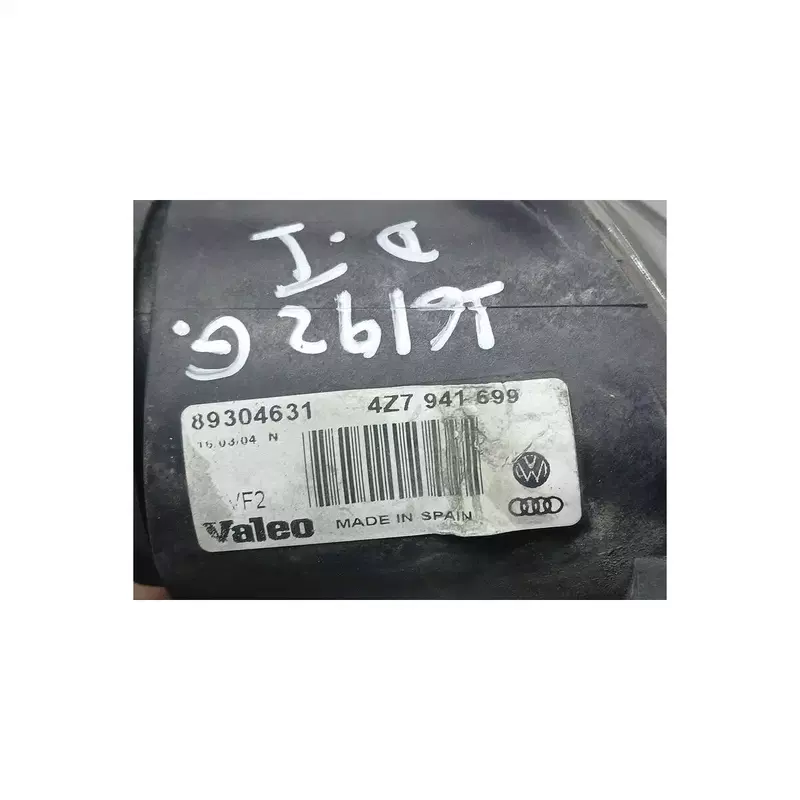 89304631 4Z7 941 699
16/03/04 N
VF2
Valeo MADE IN SPAIN